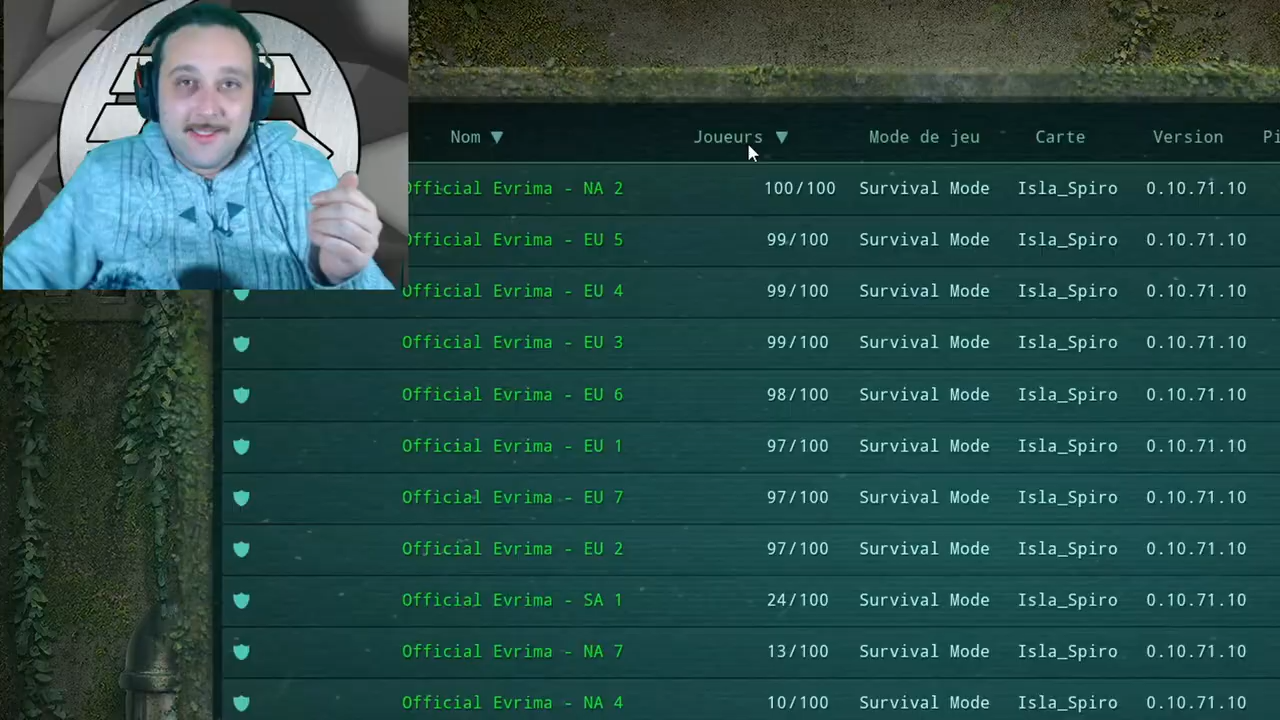 Nom ▼ Joueurs ▼ Mode de jeu Carte Version
Official Evrima - NA 2 100/100 Survival Mode Isla_Spiro 0.10.71.10
Official Evrima - EU 5 99/100 Survival Mode Isla_Spiro 0.10.71.10
Official Evrima - EU 4 99/100 Survival Mode Isla_Spiro 0.10.71.10
Official Evrima - EU 3 99/100 Survival Mode Isla_Spiro 0.10.71.10
Official Evrima - EU 6 98/100 Survival Mode Isla_Spiro 0.10.71.10
Official Evrima - EU 1 97/100 Survival Mode Isla_Spiro 0.10.71.10
Official Evrima - EU 7 97/100 Survival Mode Isla_Spiro 0.10.71.10
Official Evrima - EU 2 97/100 Survival Mode Isla_Spiro 0.10.71.10
Official Evrima - SA 1 24/100 Survival Mode Isla_Spiro 0.10.71.10
Official Evrima - NA 7 13/100 Survival Mode Isla_Spiro 0.10.71.10
Official Evrima - NA 4 10/100 Survival Mode Isla_Spiro 0.10.71.10